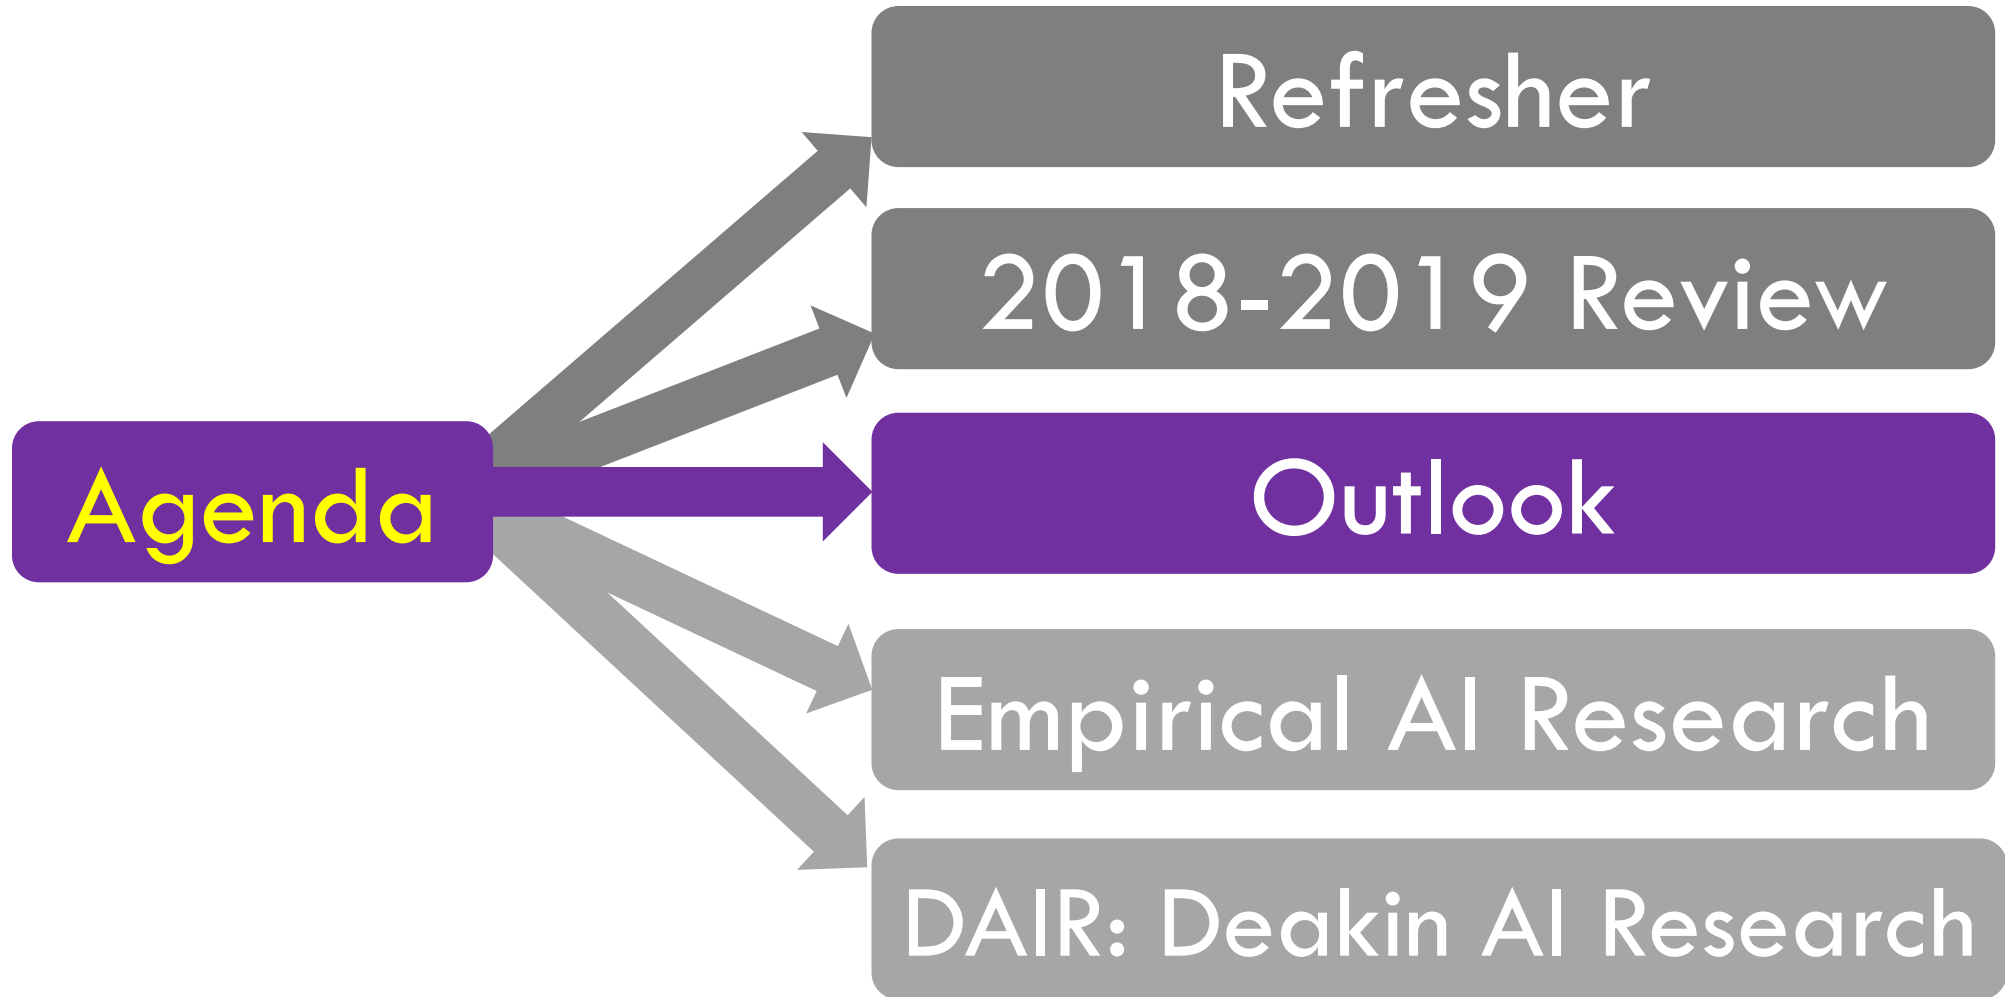 Agenda
Refresher
2018-2019 Review
Outlook
Empirical AI Research
DAIR: Deakin AI Research